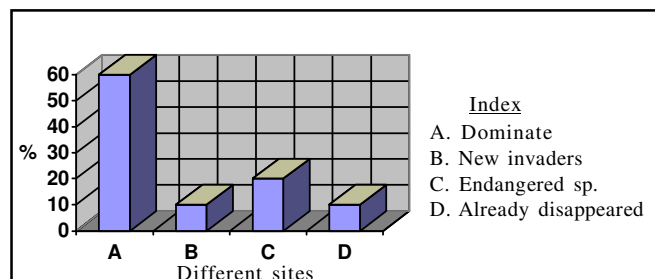 60
50
40
30
20
10
0
%
A B C D
Different sites
Index
A. Dominate
B. New invaders
C. Endangered sp.
D. Already disappeared